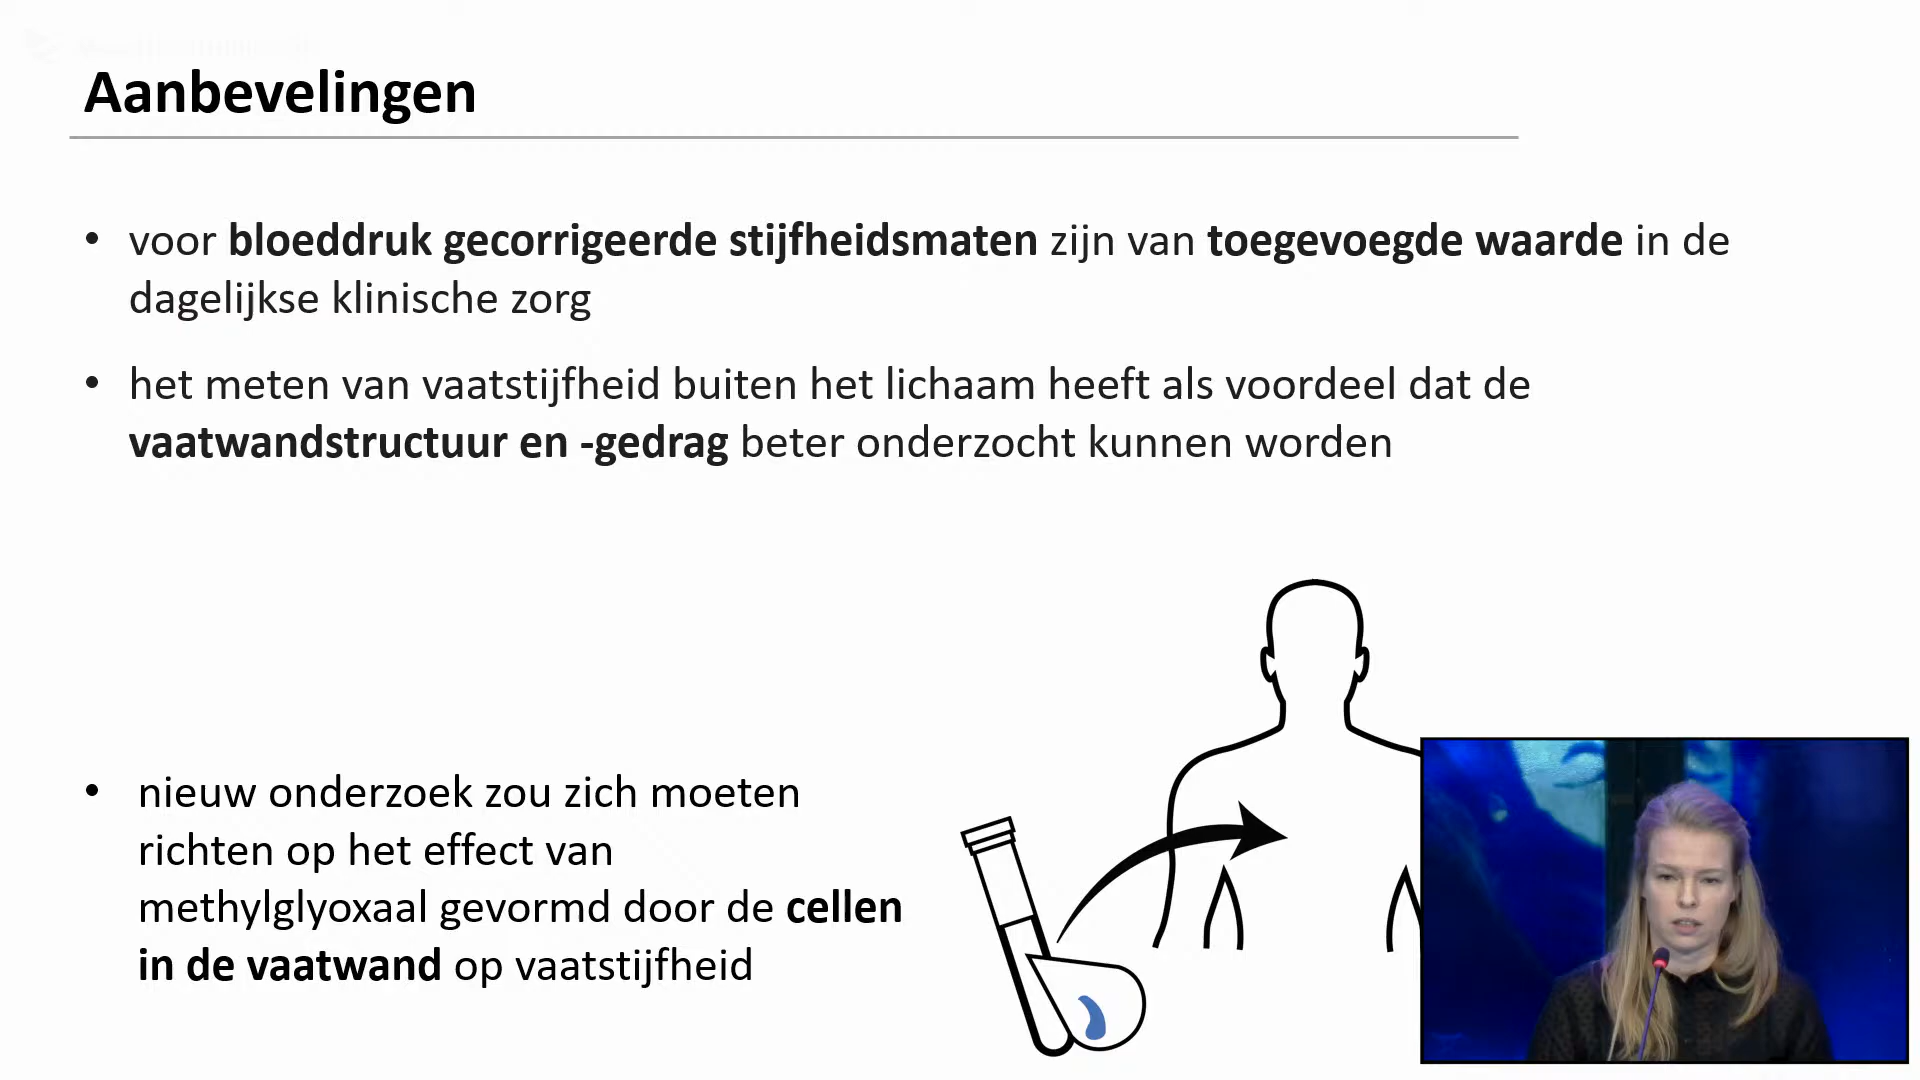 Aanbevelingen
• voor bloeddruk gecorrigeerde stijfheidsmaten zijn van toegevoegde waarde in de
dagelijkse klinische zorg
• het meten van vaatstijfheid buiten het lichaam heeft als voordeel dat de
vaatwandstructuur en -gedrag beter onderzocht kunnen worden
• nieuw onderzoek zou zich moeten
richten op het effect van
methylglyoxaal gevormd door de cellen
in de vaatwand op vaatstijfheid